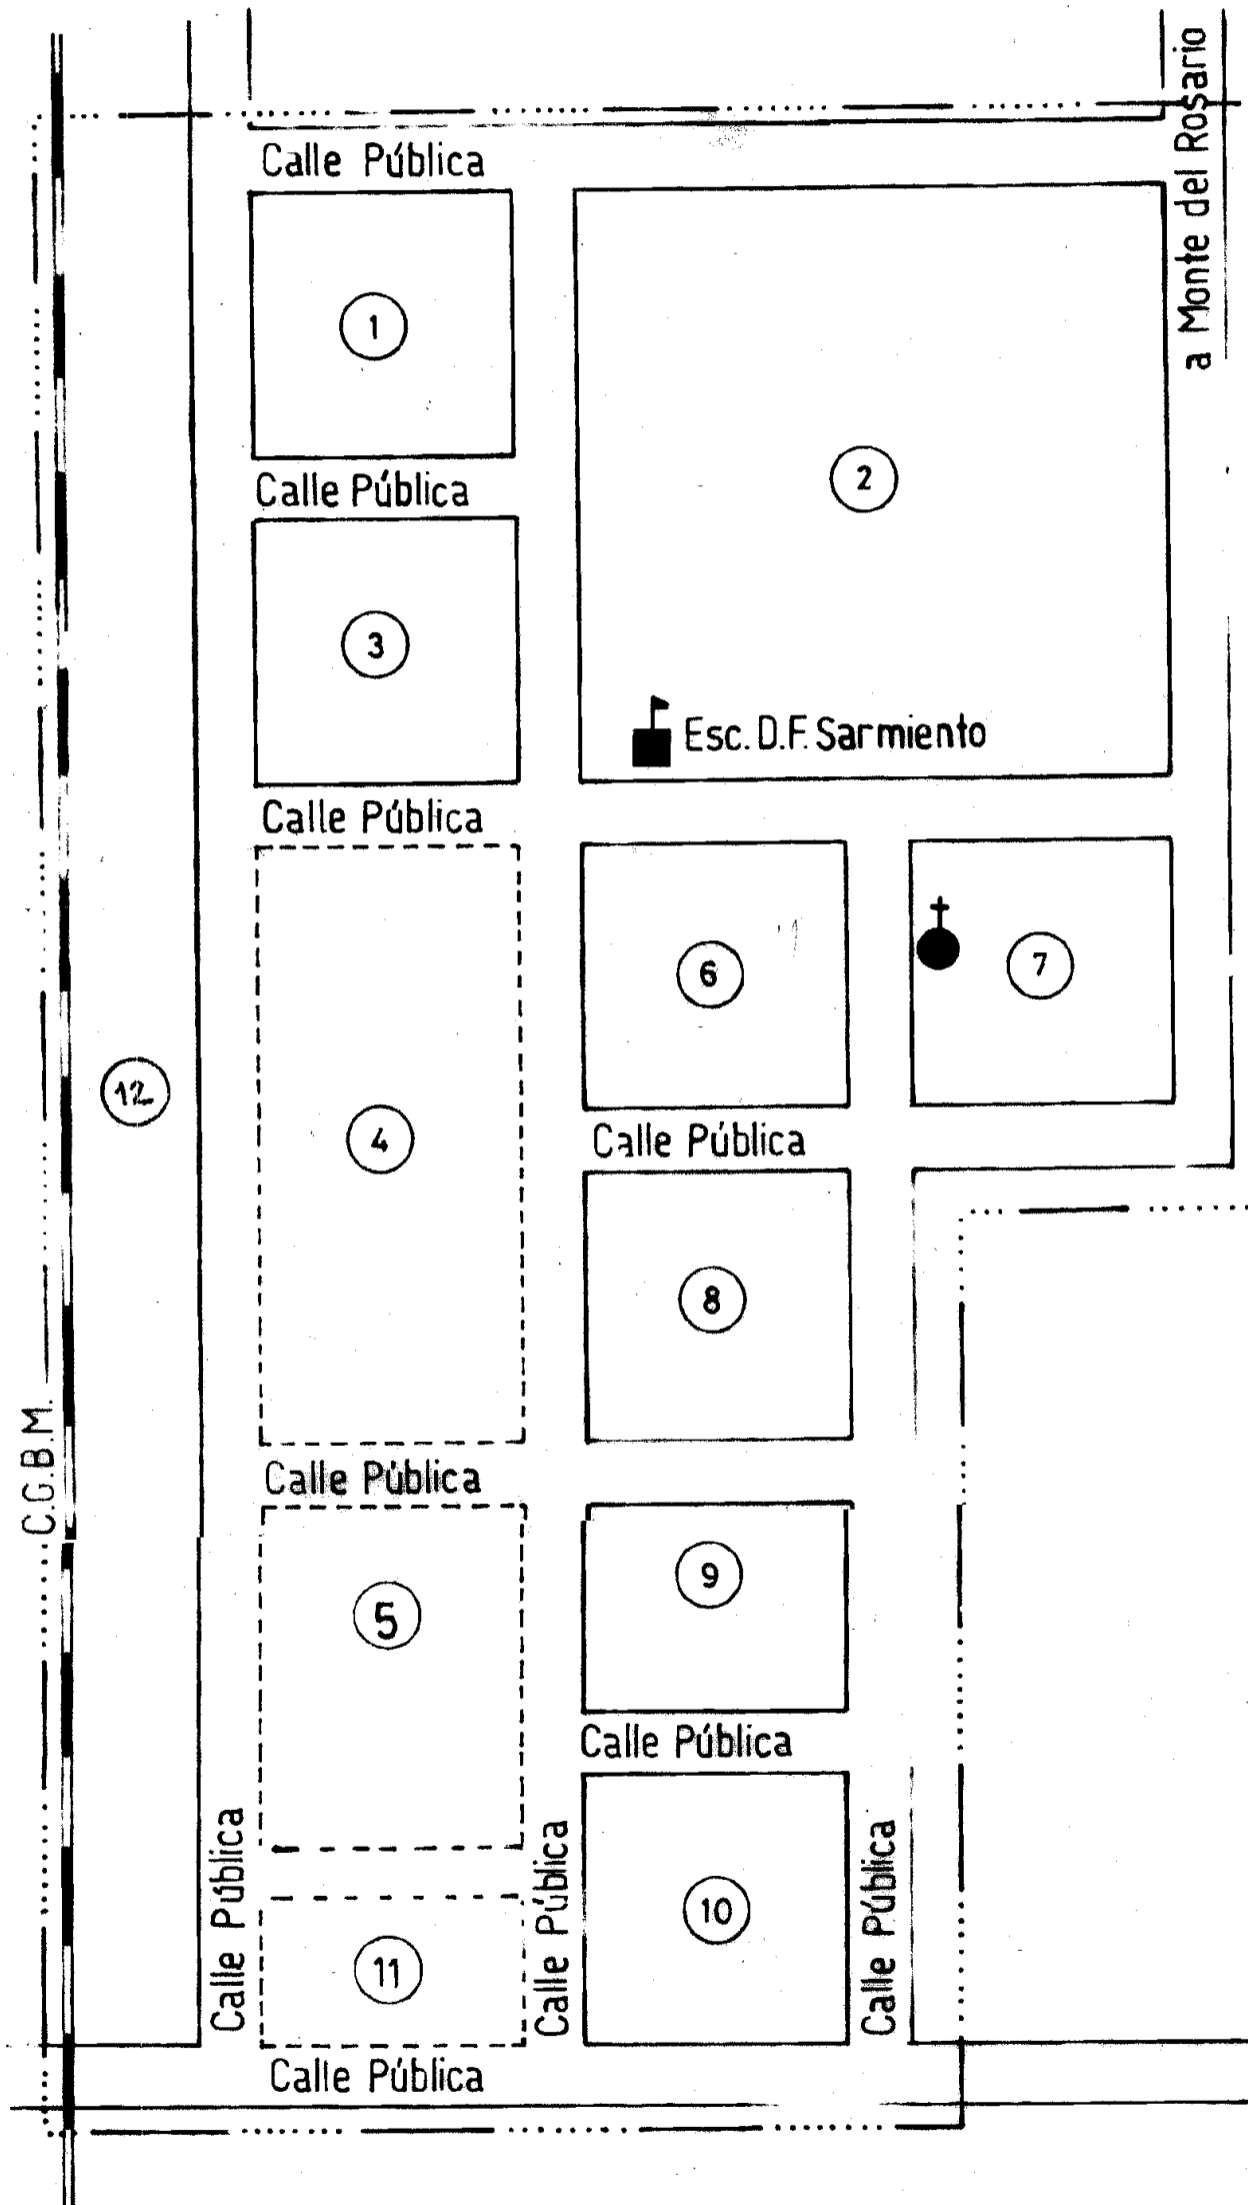 a Monte del Rosario
Calle Pública
1
2
Calle Pública
3
Esc. D.F. Sarmiento
Calle Pública
6
7
12
4
Calle Pública
8
C.G.B.M.
Calle Pública
9
5
Calle Pública
Calle Pública
Calle Pública
Calle Pública
10
11
Calle Pública